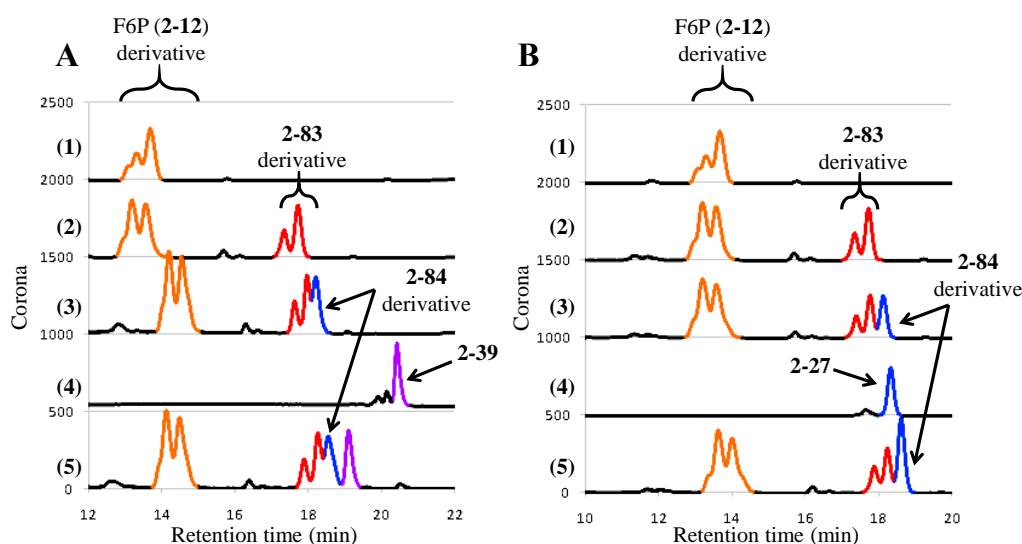 F6P (2-12)
derivative
A
2500
2-83
derivative
(1)
2000
(2)
1500
2-84
derivative
(3)
1000
2-39
(4)
500
(5)
0
12 14 16 18 20 22
Retention time (min)
Corona
F6P (2-12)
derivative
B
2500
2-83
derivative
(1)
2000
(2)
1500
2-84
derivative
(3)
1000
2-27
(4)
500
(5)
0
10 12 14 16 18 20
Retention time (min)
Corona